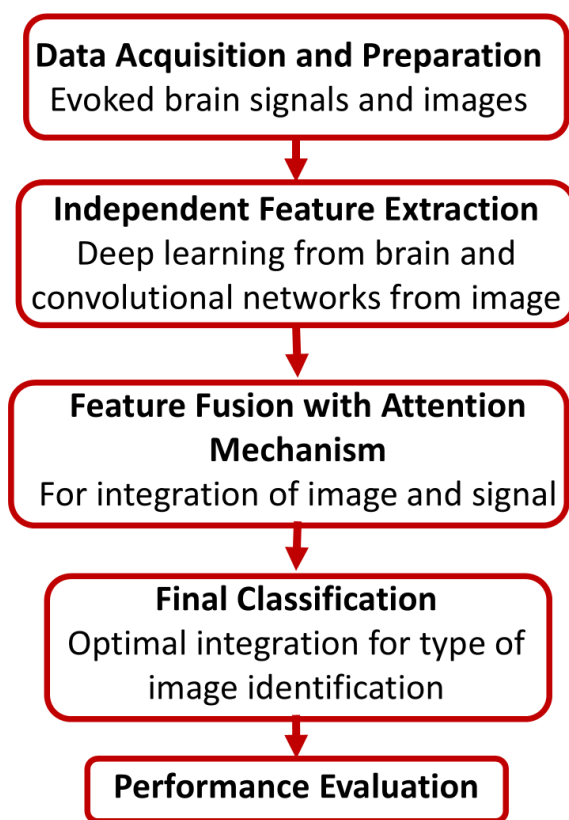 Data Acquisition and Preparation
Evoked brain signals and images
Independent Feature Extraction
Deep learning from brain and
convolutional networks from image
Feature Fusion with Attention
Mechanism
For integration of image and signal
Final Classification
Optimal integration for type of
image identification
Performance Evaluation